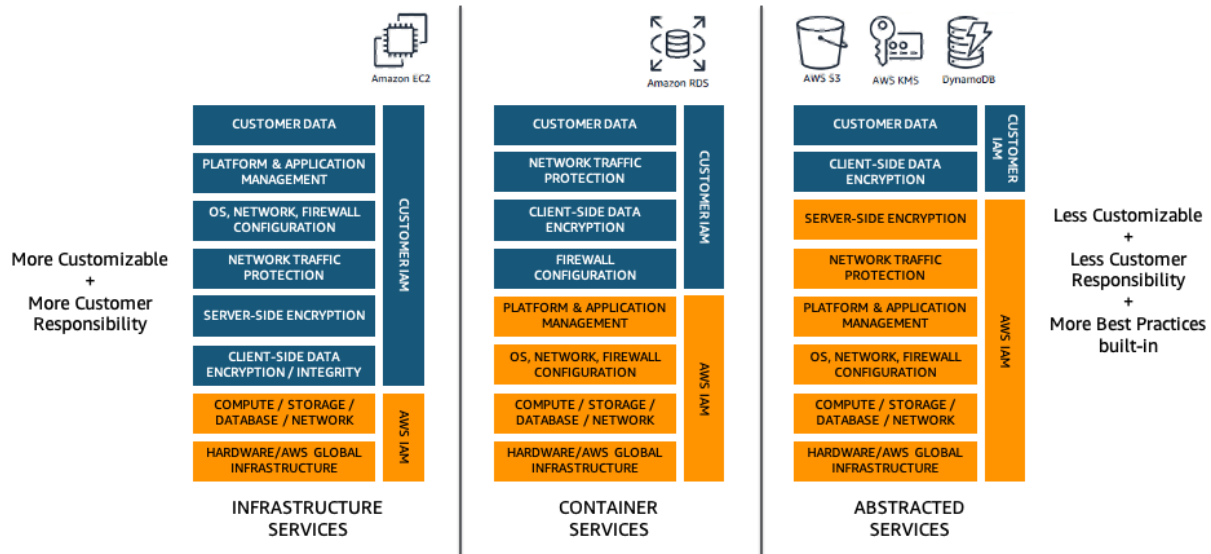 Amazon EC2
Amazon RDS
AWS S3
AWS KMS
DynamoDB
More Customizable
+
More Customer
Responsibility
CUSTOMER DATA
PLATFORM & APPLICATION
MANAGEMENT
OS, NETWORK, FIREWALL
CONFIGURATION
NETWORK TRAFFIC
PROTECTION
SERVER-SIDE ENCRYPTION
CLIENT-SIDE DATA
ENCRYPTION / INTEGRITY
COMPUTE / STORAGE /
DATABASE / NETWORK
HARDWARE/AWS GLOBAL
INFRASTRUCTURE
CUSTOMER IAM
AWS IAM
INFRASTRUCTURE
SERVICES
CUSTOMER DATA
NETWORK TRAFFIC
PROTECTION
CLIENT-SIDE DATA
ENCRYPTION
FIREWALL
CONFIGURATION
PLATFORM & APPLICATION
MANAGEMENT
OS, NETWORK, FIREWALL
CONFIGURATION
COMPUTE / STORAGE /
DATABASE / NETWORK
HARDWARE/AWS GLOBAL
INFRASTRUCTURE
CUSTOMER IAM
AWS IAM
CONTAINER
SERVICES
CUSTOMER DATA
CLIENT-SIDE DATA
ENCRYPTION
SERVER-SIDE ENCRYPTION
NETWORK TRAFFIC
PROTECTION
PLATFORM & APPLICATION
MANAGEMENT
OS, NETWORK, FIREWALL
CONFIGURATION
COMPUTE / STORAGE /
DATABASE / NETWORK
HARDWARE/AWS GLOBAL
INFRASTRUCTURE
CUSTOMER
IAM
AWS IAM
ABSTRACTED
SERVICES
Less Customizable
+
Less Customer
Responsibility
+
More Best Practices
built-in